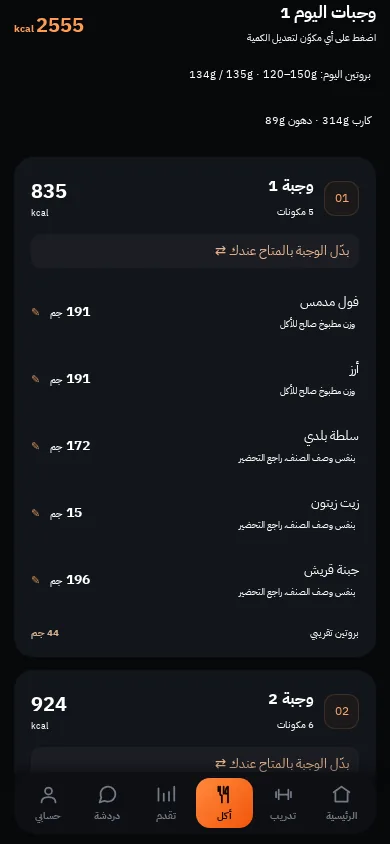 وجبات اليوم 1
2555 kcal
اضغط على أي مكوّن لتعديل الكمية
بروتين اليوم: 120–150g · 134g / 135g
كارب 314g · دهون 89g
01
وجبة 1
835
5 مكونات
kcal
بدّل الوجبة بالمتاح عندك ⇄
فول مدمس
191 جم ✎
وزن مطبوخ صالح للأكل
أرز
191 جم ✎
وزن مطبوخ صالح للأكل
سلطة بلدي
172 جم ✎
بنفس وصف الصنف، راجع التحضير
زيت زيتون
15 جم ✎
بنفس وصف الصنف، راجع التحضير
جبنة قريش
196 جم ✎
بنفس وصف الصنف، راجع التحضير
بروتين تقريبي
44 جم
02
وجبة 2
924
6 مكونات
kcal
بدّل الوجبة بالمتاح عندك ⇄
الرئيسية
تدريب
أكل
تقدم
دردشة
حسابي